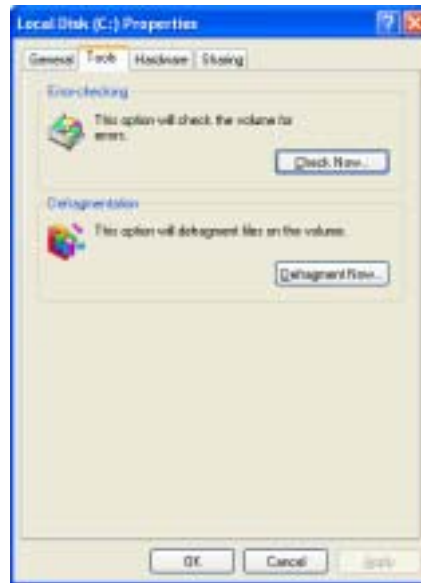 Local Disk (C:) Properties
General Tools Hardware Sharing
Error-checking
This option will check the volume for
errors.
Check Now...
Defragmentation
This option will defragment files on the volume.
Defragment Now...
OK Cancel Apply